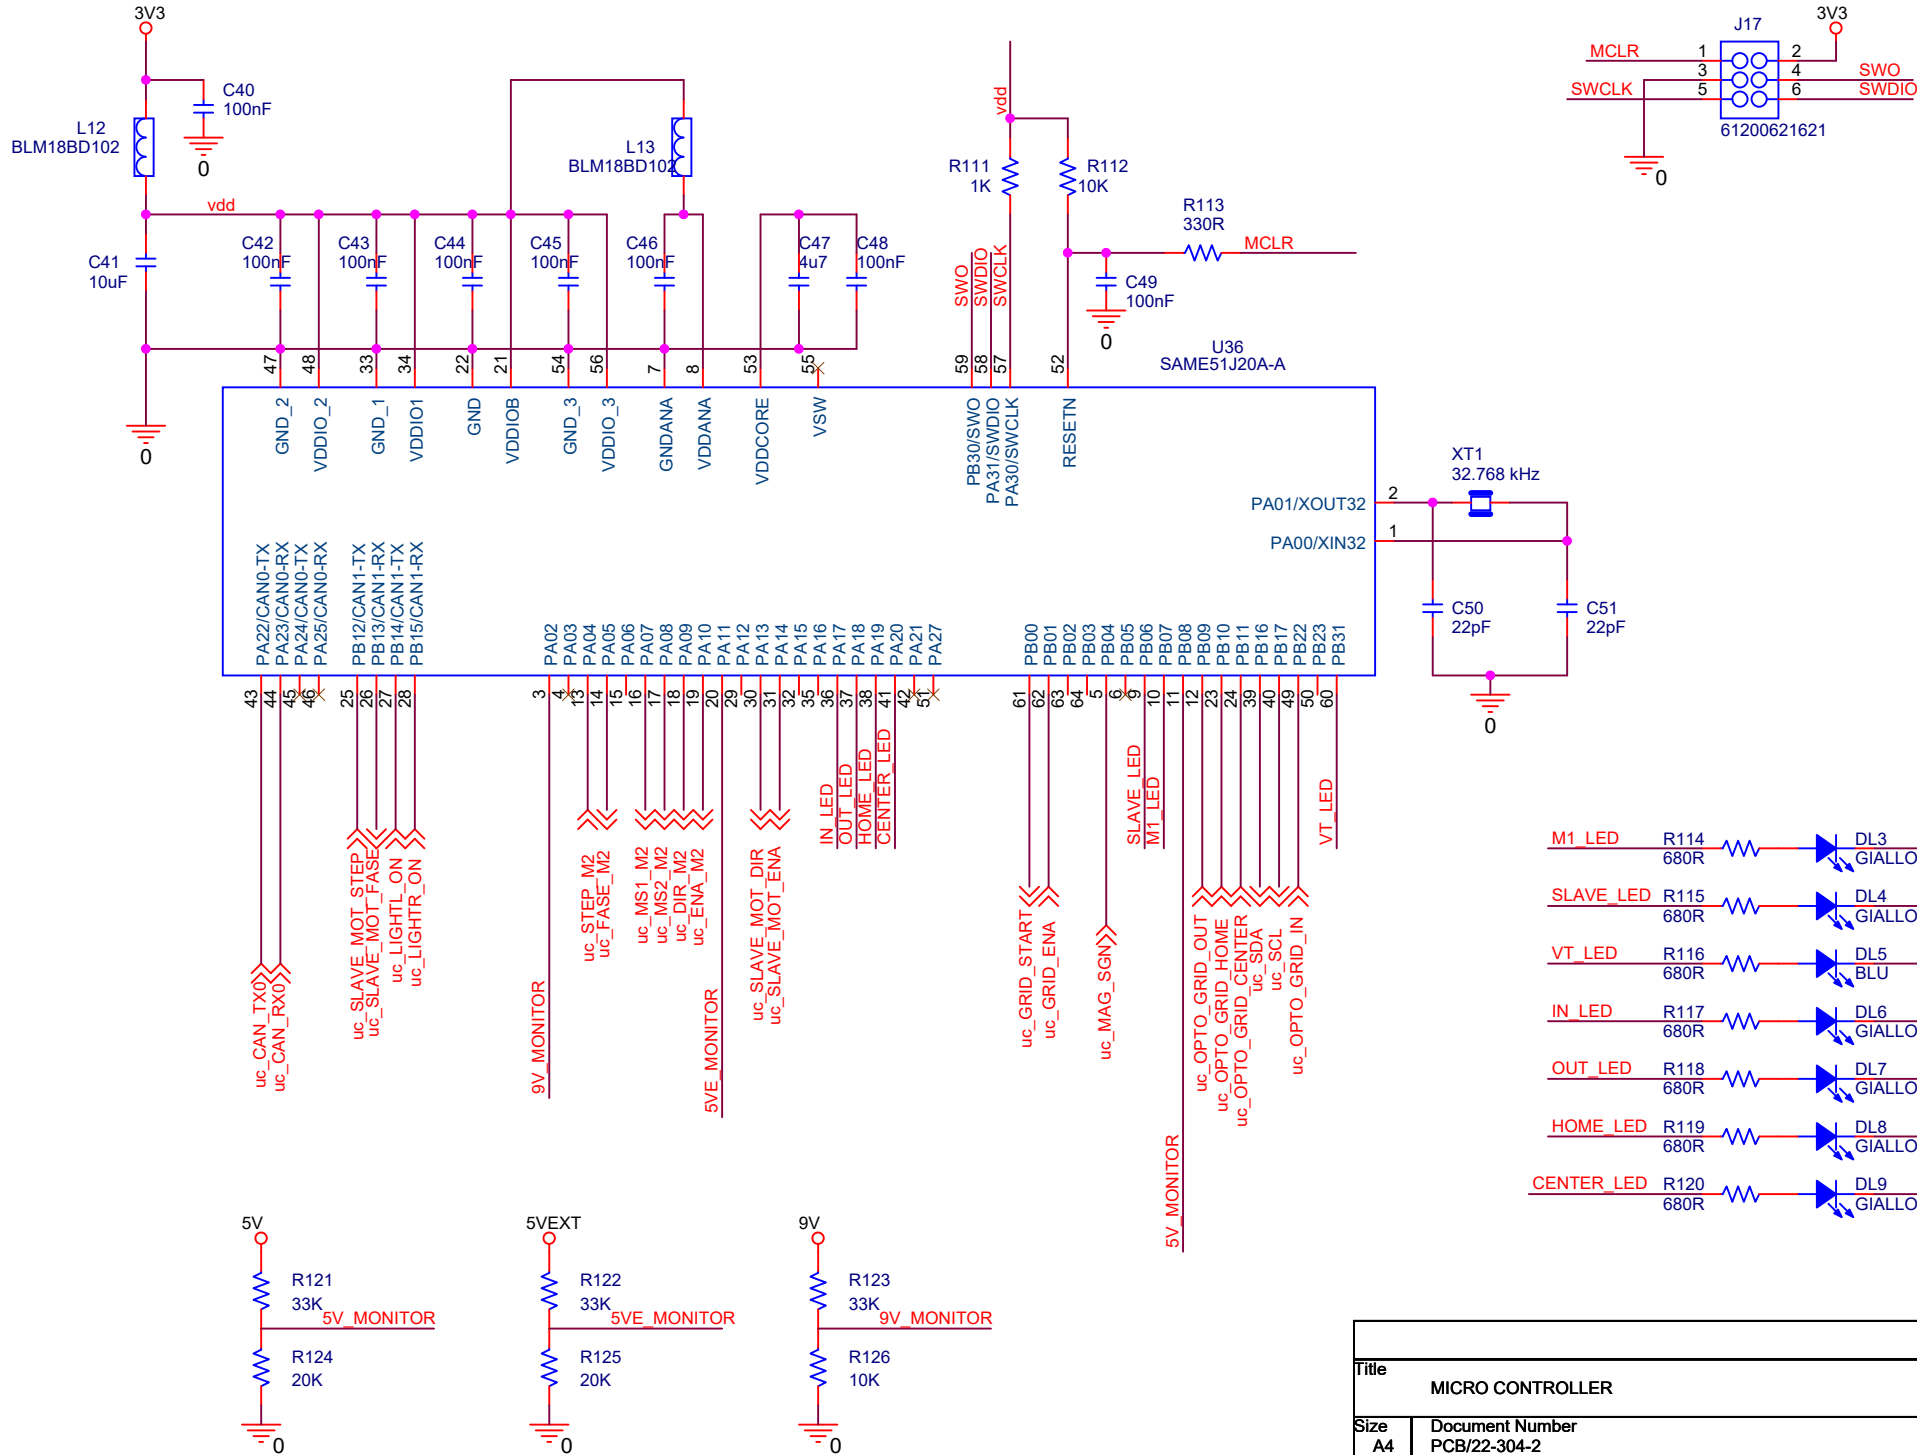 3V3
C40
100nF
L12
BLM18BD102
0
L13
BLM18BD102
vdd
C41
10uF
C42
100nF
C43
100nF
C44
100nF
C45
100nF
C46
100nF
C47
4u7
C48
100nF
0
vdd
R111
1K
R112
10K
R113
330R
MCLR
SWO
SWDIO
SWCLK
C49
100nF
0
J17
3V3
MCLR
SWCLK
1
3
5
2
4
6
SWO
SWDIO
61200621621
0
U36
SAME51J20A-A
47
48
33
34
22
21
54
56
7
8
53
55
59
58
57
52
GND_2
VDDIO_2
GND_1
VDDIO1
GND
VDDIOB
GND_3
VDDIO_3
GNDANA
VDDANA
VDDCORE
VSW
PB30/SWO
PA31/SWDIO
PA30/SWCLK
RESETN
PA01/XOUT32
2
PA00/XIN32
1
XT1
32.768 kHz
C50
22pF
C51
22pF
0
PA22/CAN0-TX
PA23/CAN0-RX
PA24/CAN0-TX
PA25/CAN0-RX
PB12/CAN1-TX
PB13/CAN1-RX
PB14/CAN1-TX
PB15/CAN1-RX
PA02
PA03
PA04
PA05
PA06
PA07
PA08
PA09
PA10
PA11
PA12
PA13
PA14
PA15
PA16
PA17
PA18
PA19
PA20
PA21
PA27
PB00
PB01
PB02
PB03
PB04
PB05
PB06
PB07
PB08
PB09
PB10
PB11
PB16
PB17
PB22
PB23
PB31
43
44
45
46
25
26
27
28
3
4
13
14
15
16
17
18
19
20
29
30
31
32
35
36
37
38
41
42
51
61
62
63
64
5
6
9
10
11
12
23
24
39
40
49
50
60
uc_CAN_TX0
uc_CAN_RX0
uc_SLAVE_MOT_STEP
uc_SLAVE_MOT_FASE
uc_LIGHTL_ON
uc_LIGHTR_ON
9V_MONITOR
uc_STEP_M2
uc_FASE_M2
uc_MS1_M2
uc_MS2_M2
uc_DIR_M2
uc_ENA_M2
5VE_MONITOR
uc_SLAVE_MOT_DIR
uc_SLAVE_MOT_ENA
IN_LED
OUT_LED
HOME_LED
CENTER_LED
uc_GRID_START
uc_GRID_ENA
uc_MAG_SGN
SLAVE_LED
M1_LED
5V_MONITOR
uc_OPTO_GRID_OUT
uc_OPTO_GRID_HOME
uc_OPTO_GRID_CENTER
uc_SDA
uc_SCL
uc_OPTO_GRID_IN
VT_LED
M1_LED
R114
680R
DL3
GIALLO
SLAVE_LED
R115
680R
DL4
GIALLO
VT_LED
R116
680R
DL5
BLU
IN_LED
R117
680R
DL6
GIALLO
OUT_LED
R118
680R
DL7
GIALLO
HOME_LED
R119
680R
DL8
GIALLO
CENTER_LED
R120
680R
DL9
GIALLO
5V
R121
33K
5V_MONITOR
R124
20K
0
5VEXT
R122
33K
5VE_MONITOR
R125
20K
0
9V
R123
33K
9V_MONITOR
R126
10K
0
Title
MICRO CONTROLLER
Size
A4
Document Number
PCB/22-304-2